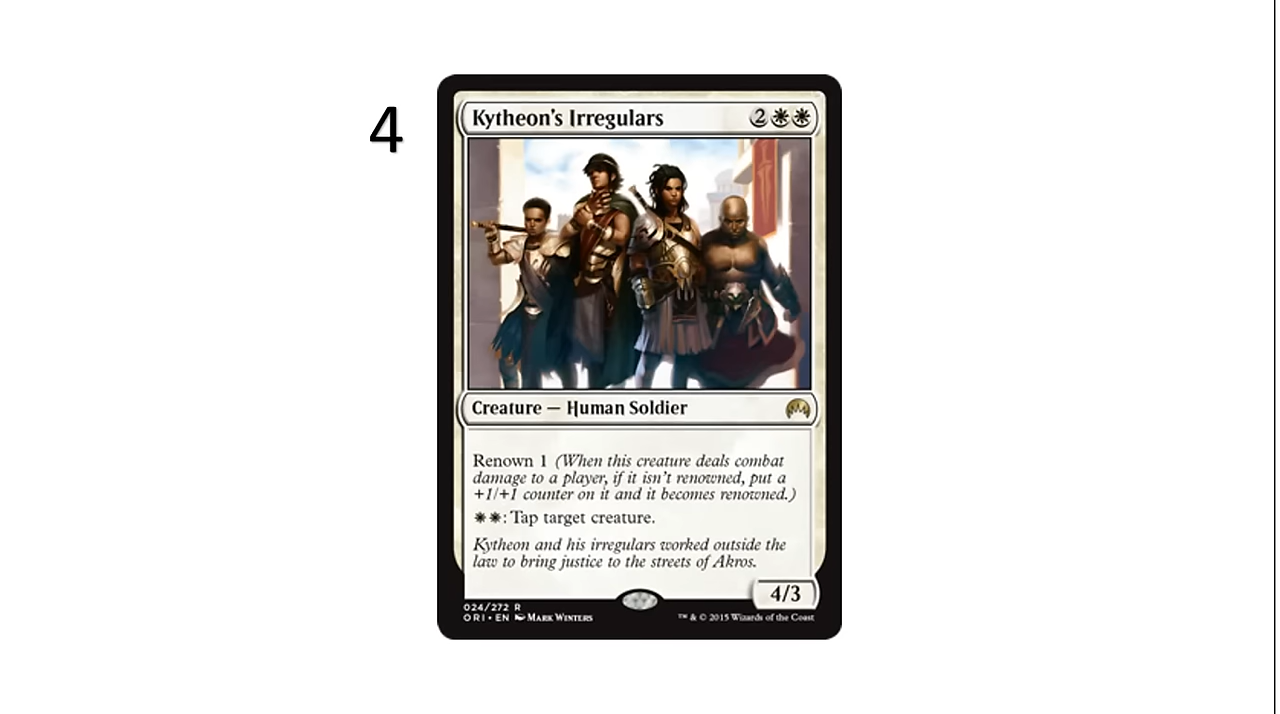 4
Kytheon's Irregulars 2
Creature — Human Soldier
Renown 1 (When this creature deals combat
damage to a player, if it isn't renowned, put a
+1/+1 counter on it and it becomes renowned.)
: Tap target creature.
Kytheon and his irregulars worked outside the
law to bring justice to the streets of Akros.
4/3
024/272 R
ORI • EN MARK WINTERS
™ & © 2015 Wizards of the Coast